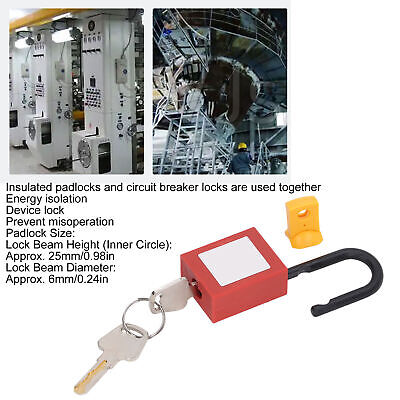 Insulated padlocks and circuit breaker locks are used together
Energy isolation
Device lock
Prevent misoperation
Padlock Size:
Lock Beam Height (Inner Circle):
Approx. 25mm/0.98in
Lock Beam Diameter:
Approx. 6mm/0.24in